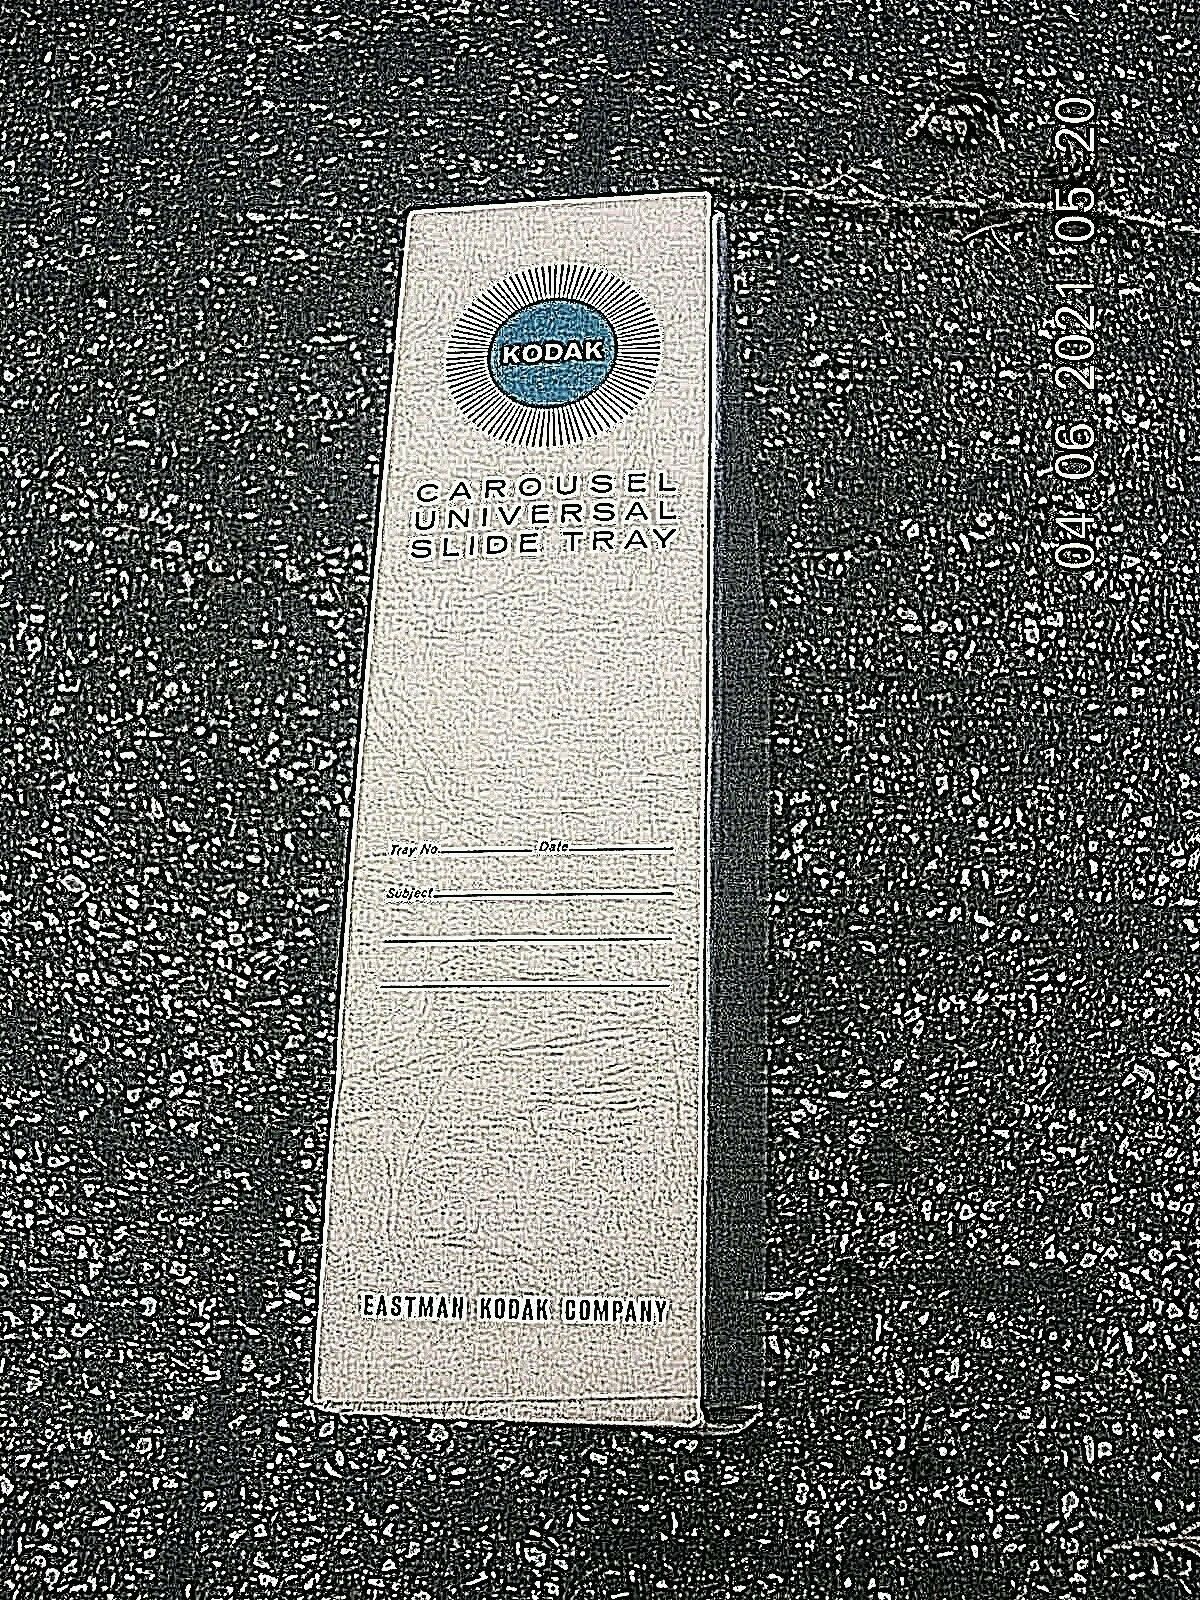 KODAK
CAROUSEL
UNIVERSAL
SLIDE TRAY
Tray No. Date
Subject
EASTMAN KODAK COMPANY
04.06.2021 05:20